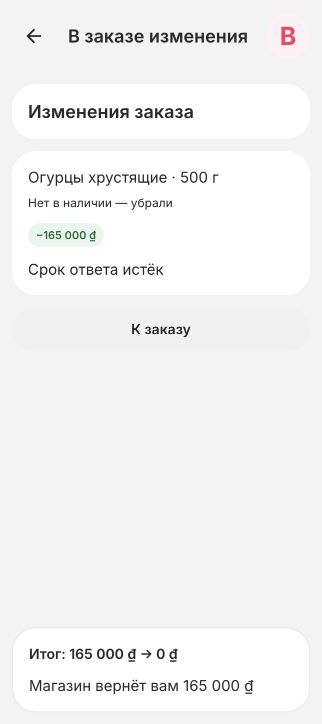 В заказе изменения
B
Изменения заказа
Огурцы хрустящие · 500 г
Нет в наличии — убрали
−165 000 ₫
Срок ответа истёк
К заказу
Итог: 165 000 ₫ → 0 ₫
Магазин вернёт вам 165 000 ₫